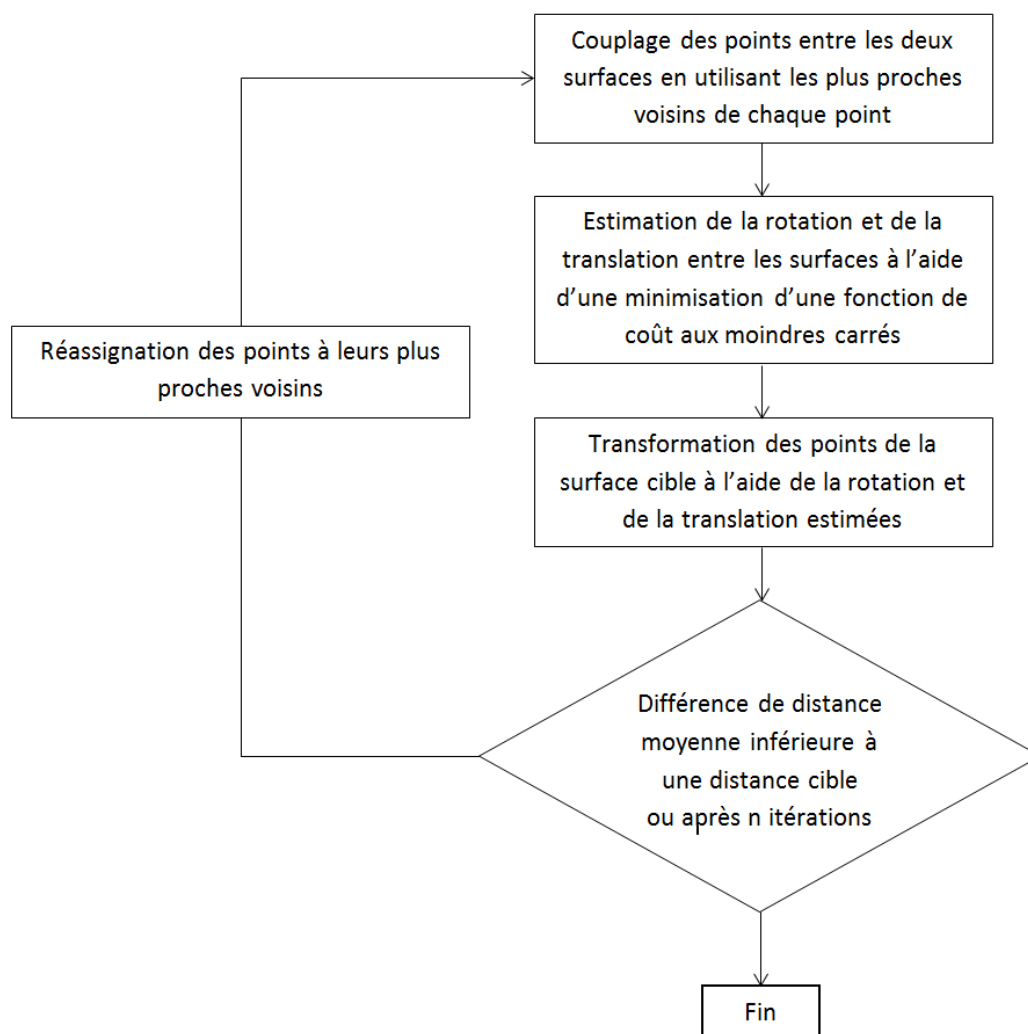 Couplage des points entre les deux
surfaces en utilisant les plus proches
voisins de chaque point
Estimation de la rotation et de la
translation entre les surfaces à l'aide
d'une minimisation d'une fonction de
coût aux moindres carrés
Réassignation des points à leurs plus
proches voisins
Transformation des points de la
surface cible à l'aide de la rotation et
de la translation estimées
Différence de distance
moyenne inférieure à
une distance cible
ou après n itérations
Fin